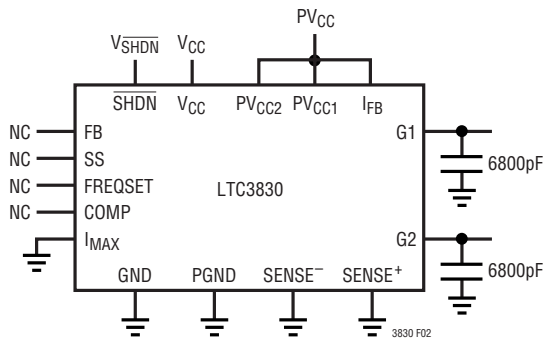 PVCC
VSHDN VCC
SHDN VCC PVCC2 PVCC1 IFB
NC FB G1
NC SS 6800pF
NC FREQSET LTC3830
NC COMP
IMAX G2
6800pF
GND PGND SENSE⁻ SENSE⁺
3830 F02